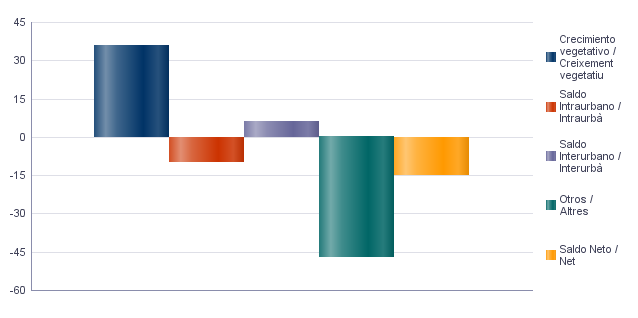 45
30
15
0
-15
-30
-45
-60
Crecimiento
vegetativo /
Creixement
vegetatiu
Saldo
Intraurbano /
Intraurbà
Saldo
Interurbano /
Interurbà
Otros /
Altres
Saldo Neto /
Net